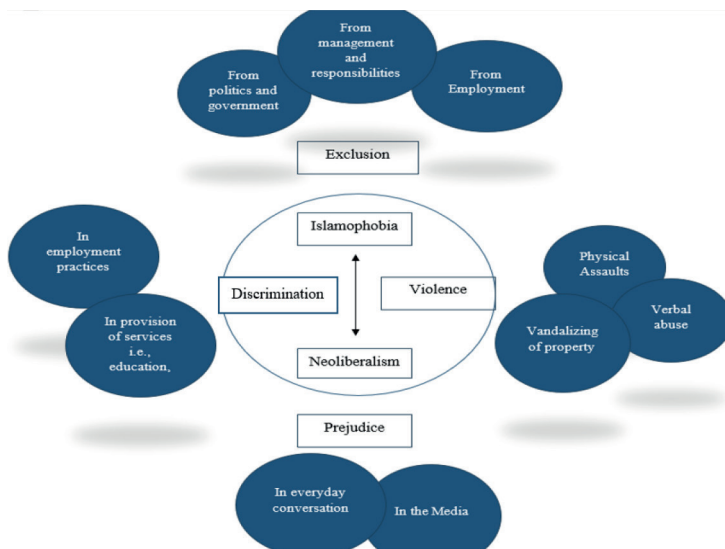 From
management
and
responsibilities
From
politics and
government
From
Employment
Exclusion
Islamophobia
In
employment
practices
In provision
of services
i.e.,
education,
Discrimination
Violence
Physical
Assaults
Verbal
abuse
Vandalizing
of property
Neoliberalism
Prejudice
In everyday
conversation
In the Media